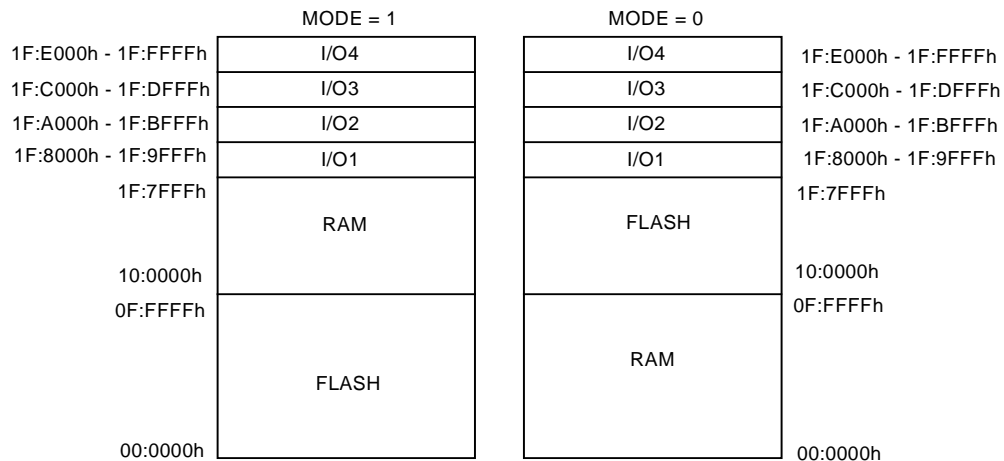 MODE = 1 MODE = 0
1F:E000h - 1F:FFFFh I/O4 I/O4 1F:E000h - 1F:FFFFh
1F:C000h - 1F:DFFFh I/O3 I/O3 1F:C000h - 1F:DFFFh
1F:A000h - 1F:BFFFh I/O2 I/O2 1F:A000h - 1F:BFFFh
1F:8000h - 1F:9FFFh I/O1 I/O1 1F:8000h - 1F:9FFFh
1F:7FFFh 1F:7FFFh
RAM FLASH
10:0000h 10:0000h
0F:FFFFh 0F:FFFFh
FLASH RAM
00:0000h 00:0000h